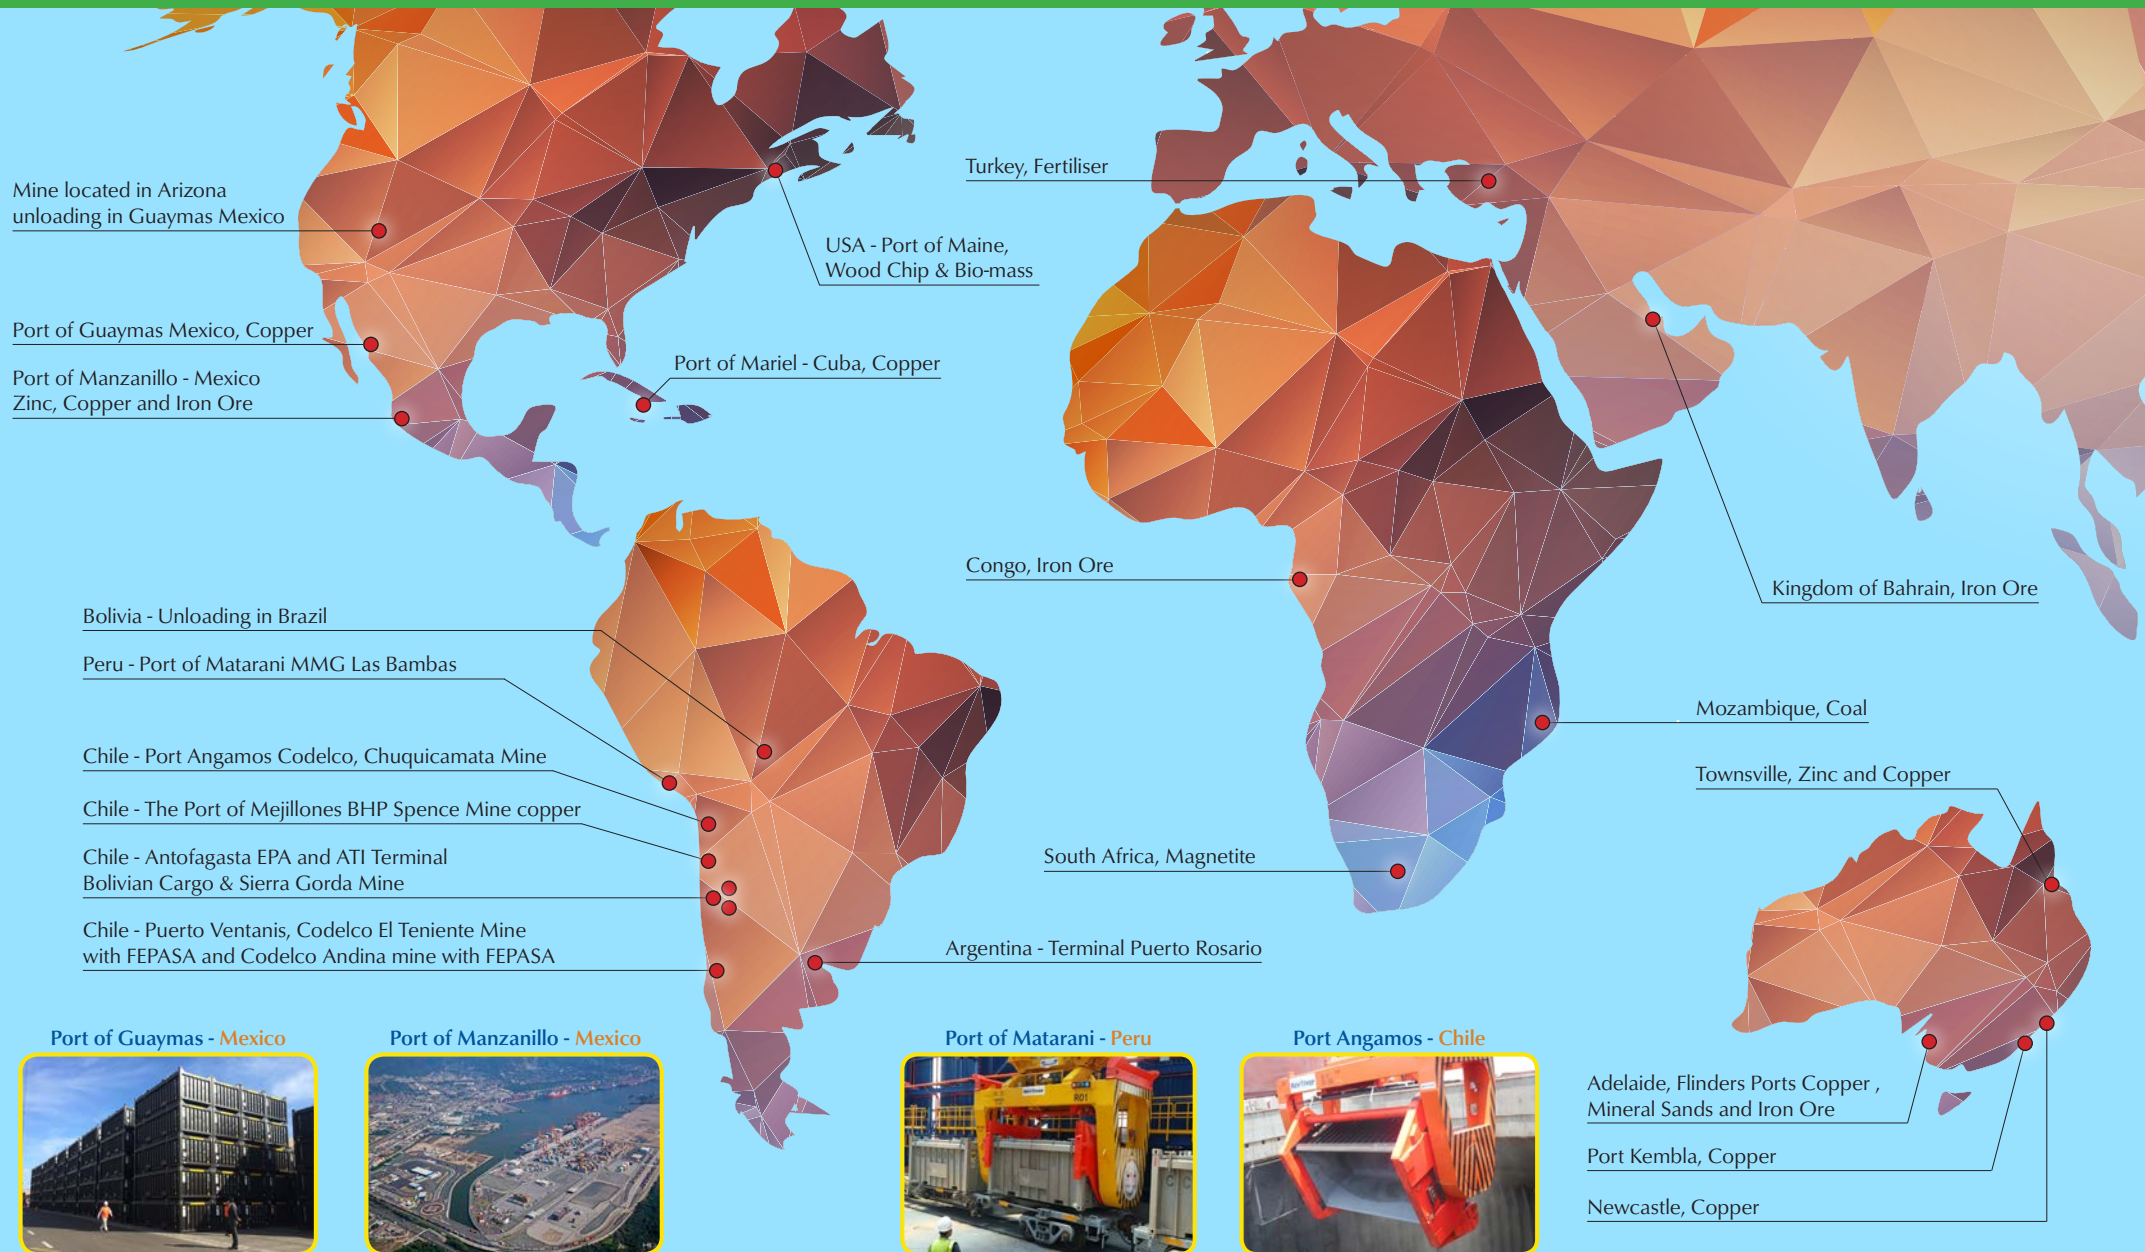 Mine located in Arizona
unloading in Guaymas Mexico
Port of Guaymas Mexico, Copper
Port of Manzanillo - Mexico
Zinc, Copper and Iron Ore
USA - Port of Maine,
Wood Chip & Bio-mass
Port of Mariel - Cuba, Copper
Turkey, Fertiliser
Congo, Iron Ore
Kingdom of Bahrain, Iron Ore
Bolivia - Unloading in Brazil
Peru - Port of Matarani MMG Las Bambas
Chile - Port Angamos Codelco, Chuquicamata Mine
Chile - The Port of Mejillones BHP Spence Mine copper
Chile - Antofagasta EPA and ATI Terminal
Bolivian Cargo & Sierra Gorda Mine
Chile - Puerto Ventanis, Codelco El Teniente Mine
with FEPASA and Codelco Andina mine with FEPASA
Argentina - Terminal Puerto Rosario
South Africa, Magnetite
Mozambique, Coal
Townsville, Zinc and Copper
Adelaide, Flinders Ports Copper ,
Mineral Sands and Iron Ore
Port Kembla, Copper
Newcastle, Copper
Port of Guaymas - Mexico
Port of Manzanillo - Mexico
Port of Matarani - Peru
Port Angamos - Chile
R01